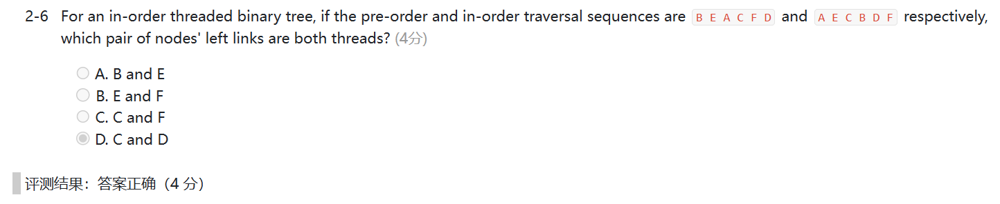 2-6 For an in-order threaded binary tree, if the pre-order and in-order traversal sequences are B E A C F D and A E C B D F respectively,
which pair of nodes' left links are both threads? (4分)
A. B and E
B. E and F
C. C and F
D. C and D
评测结果：答案正确（4 分）